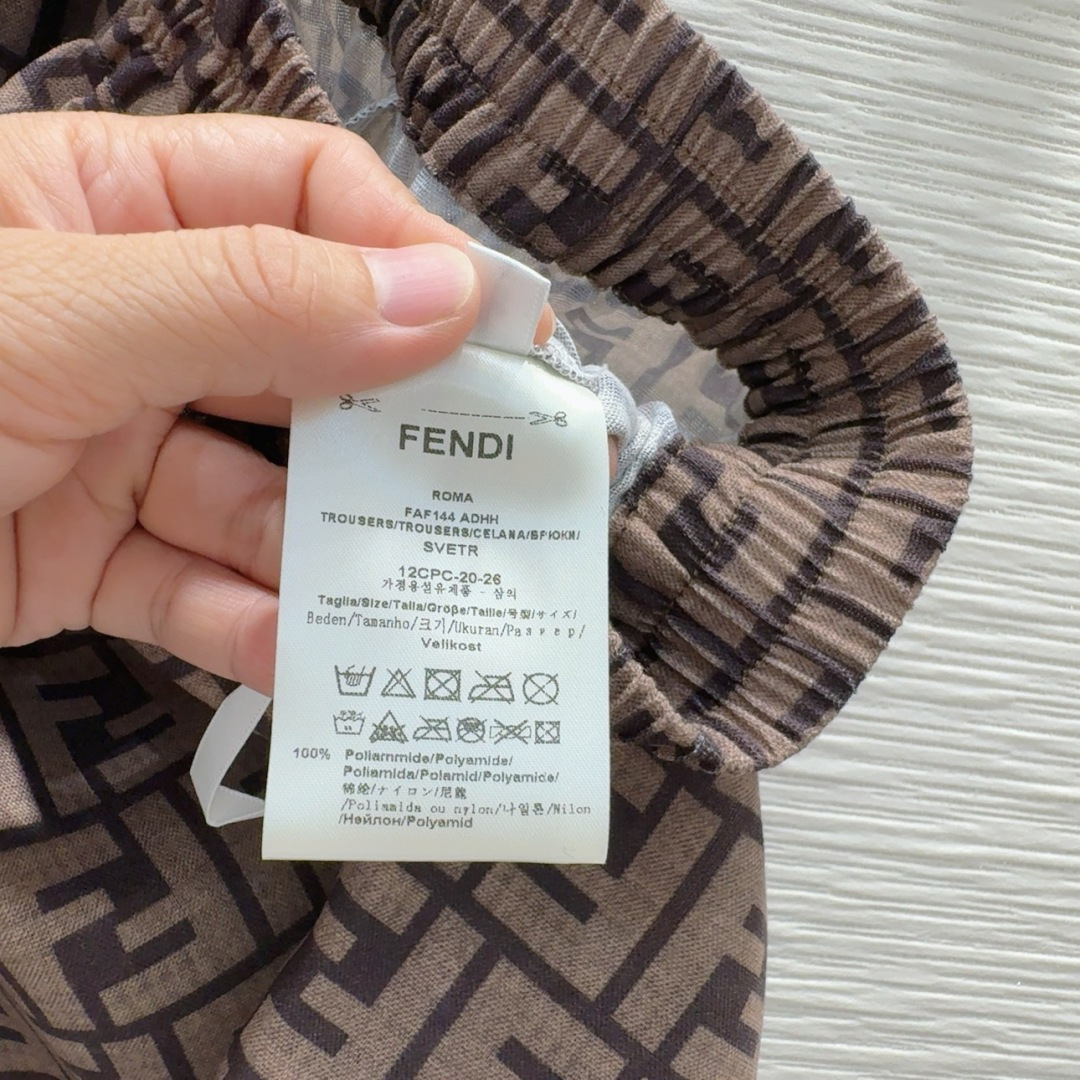 FENDI
ROMA
FAF144 ADHH
TROUSERS/TROUSERS/CELANA/БРЮКИ/
SVETR
12CPC-20-26
가정용섬유제품 - 상의
Taglia/Size/Talla/Größe/Taille/号型/サイズ/
Beden/Tamanho/크기/Ukuran/Размер/
Velikost
100% Poliammide/Polyamide/
Poliamida/Polamid/Polyamide/
锦纶/ナイロン/尼龍
/Poliamida ou nylon/나일론/Nilon
/Нейлон/Polyamid